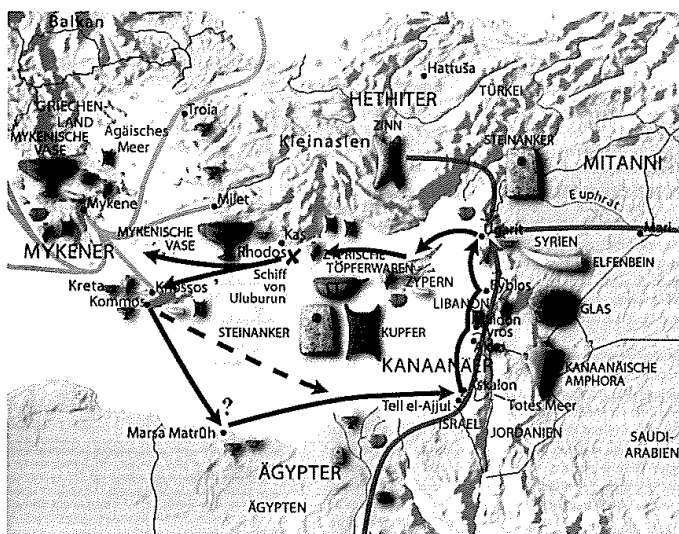 Balkan
Hattuša
HETHITER
TÜRKEI
GRIECHEN-
LAND
MYKENISCHE
VASE
Ägäisches
Meer
Troia
Kleinasien
ZINN
STEINANKER
MITANNI
Euphrat
Mykene
Milet
MYKENER
MYKENISCHE
VASE
Kaş
Rhodos
Schiff
von
Uluburun
ZYPRISCHE
TÖPFERWAREN
ZYPERN
Ugarit
SYRIEN
Mari
ELFENBEIN
Kreta
Knossos
Kommos
Byblos
LIBANON
Sidon
Tyros
GLAS
STEINANKER
KUPFER
KANAANÄER
KANAANÄISCHE
AMPHORA
Askalon
Tell el-Ajjul
Totes Meer
ISRAEL
JORDANIEN
SAUDI-
ARABIEN
?
Marsa Matrûh
ÄGYPTER
ÄGYPTEN